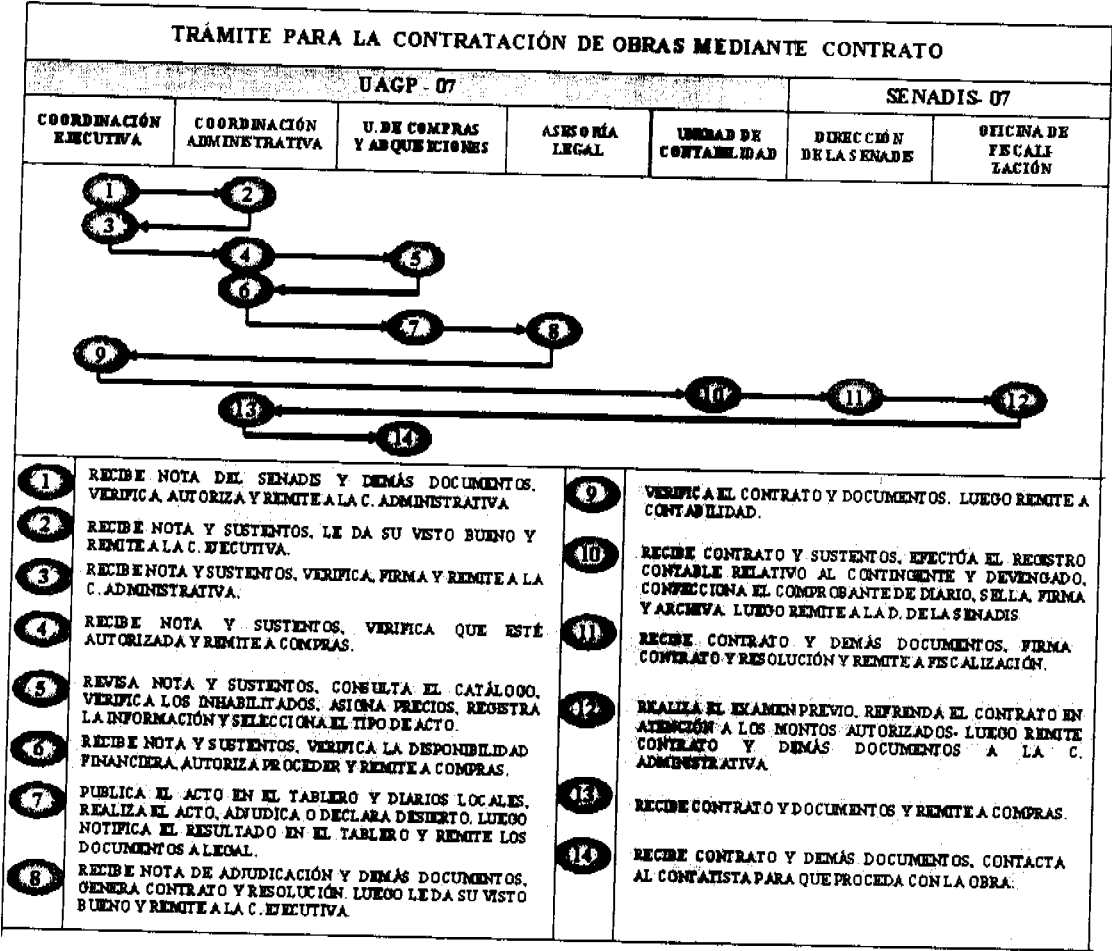 TRÁMITE PARA LA CONTRATACIÓN DE OBRAS MEDIANTE CONTRATO
UAGP - 07
SENADIS- 07
COORDINACIÓN
EJECUTIVA
COORDINACIÓN
ADMINISTRATIVA
U. DE COMPRAS
Y ADQUISICIONES
ASESORÍA
LEGAL
UNIDAD DE
CONTABILIDAD
DIRECCIÓN
DE LA SENADIS
OFICINA DE
FISCALI-
ZACIÓN
1
2
3
4
5
6
7
8
9
10
11
12
13
14
1
RECIBE NOTA DEL SENADIS Y DEMÁS DOCUMENTOS,
VERIFICA, AUTORIZA Y REMITE A LA C. ADMINISTRATIVA
2
RECIBE NOTA Y SUSTENTOS, LE DA SU VISTO BUENO Y
REMITE A LA C. EJECUTIVA.
3
RECIBE NOTA Y SUSTENTOS, VERIFICA, FIRMA Y REMITE A LA
C. ADMINISTRATIVA.
4
RECIBE NOTA Y SUSTENTOS, VERIFICA QUE ESTÉ
AUTORIZADA Y REMITE A COMPRAS.
5
REVISA NOTA Y SUSTENTOS, CONSULTA EL CATÁLOGO,
VERIFICA LOS INHABILITADOS, ASIGNA PRECIOS, REGISTRA
LA INFORMACIÓN Y SELECCIONA EL TIPO DE ACTO.
6
RECIBE NOTA Y SUSTENTOS, VERIFICA LA DISPONIBILIDAD
FINANCIERA, AUTORIZA PROCEDER Y REMITE A COMPRAS.
7
PUBLICA EL ACTO EN EL TABLERO Y DIARIOS LOCALES,
REALIZA EL ACTO, ADJUDICA O DECLARA DESIERTO, LUEGO
NOTIFICA EL RESULTADO EN EL TABLERO Y REMITE LOS
DOCUMENTOS A LEGAL.
8
RECIBE NOTA DE ADJUDICACIÓN Y DEMÁS DOCUMENTOS,
GENERA CONTRATO Y RESOLUCIÓN. LUEGO LE DA SU VISTO
BUENO Y REMITE A LA C. EJECUTIVA.
9
VERIFICA EL CONTRATO Y DOCUMENTOS. LUEGO REMITE A
CONTABILIDAD.
10
RECIBE CONTRATO Y SUSTENTOS, EFECTÚA EL REGISTRO
CONTABLE RELATIVO AL CONTINGENTE Y DEVENGADO,
CONFECCIONA EL COMPROBANTE DE DIARIO, SELLA, FIRMA
Y ARCHIVA. LUEGO REMITE A LA D. DE LA SENADIS
11
RECIBE CONTRATO Y DEMÁS DOCUMENTOS, FIRMA
CONTRATO Y RESOLUCIÓN Y REMITE A FISCALIZACIÓN.
12
REALIZA EL EXAMEN PREVIO, REFRENDA EL CONTRATO EN
ATENCIÓN A LOS MONTOS AUTORIZADOS- LUEGO REMITE
CONTRATO Y DEMÁS DOCUMENTOS A LA C.
ADMINISTRATIVA
13
RECIBE CONTRATO Y DOCUMENTOS Y REMITE A COMPRAS.
14
RECIBE CONTRATO Y DEMÁS DOCUMENTOS, CONTACTA
AL CONTATISTA PARA QUE PROCEDA CON LA OBRA.